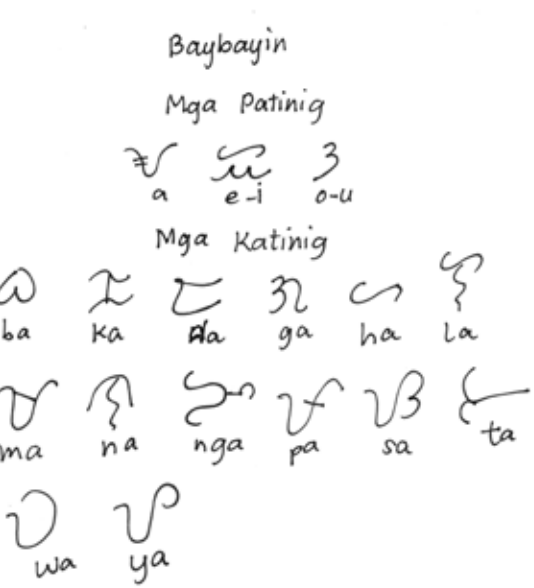 Baybayin
Mga Patinig
ᜀ ᜁ ᜂ
a e-i o-u
Mga Katinig
ᜊ ᜃ ᜇ ᜄ ᜑ ᜎ
ba ka da ga ha la
ᜋ ᜈ ᜅ ᜉ ᜐ ᜆ
ma na nga pa sa ta
ᜏ ᜌ
wa ya